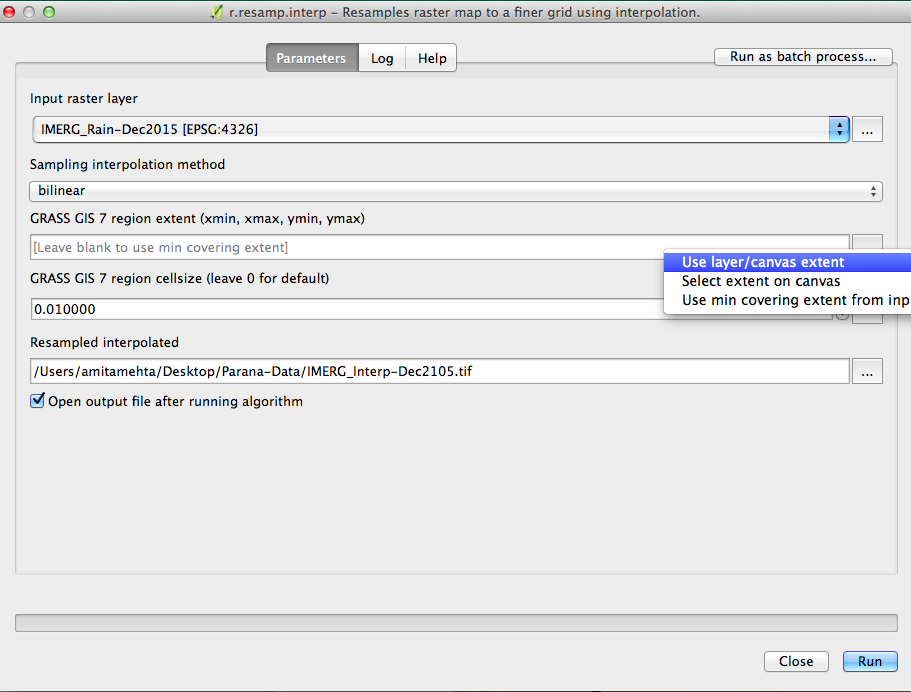 r.resamp.interp – Resamples raster map to a finer grid using interpolation.
Parameters
Log
Help
Run as batch process...
Input raster layer
IMERG_Rain-Dec2015 [EPSG:4326]
...
Sampling interpolation method
bilinear
GRASS GIS 7 region extent (xmin, xmax, ymin, ymax)
[Leave blank to use min covering extent]
Use layer/canvas extent
Select extent on canvas
Use min covering extent from inp
GRASS GIS 7 region cellsize (leave 0 for default)
0.010000
Resampled interpolated
/Users/amitamehta/Desktop/Parana-Data/IMERG_Interp-Dec2105.tif
...
Open output file after running algorithm
Close
Run